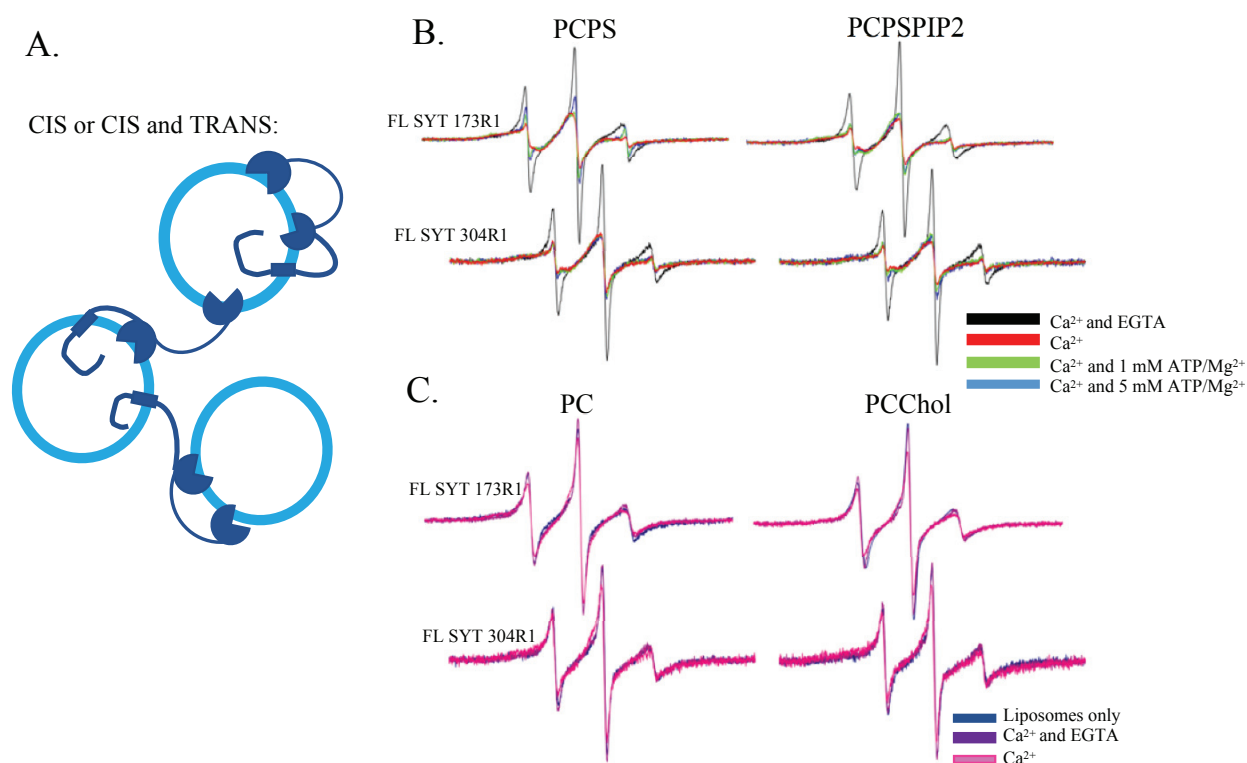 A.
CIS or CIS and TRANS:
B.
PCPS
PCPSPIP2
FL SYT 173R1
FL SYT 304R1
Ca²⁺ and EGTA
Ca²⁺
Ca²⁺ and 1 mM ATP/Mg²⁺
Ca²⁺ and 5 mM ATP/Mg²⁺
C.
PC
PCChol
FL SYT 173R1
FL SYT 304R1
Liposomes only
Ca²⁺ and EGTA
Ca²⁺